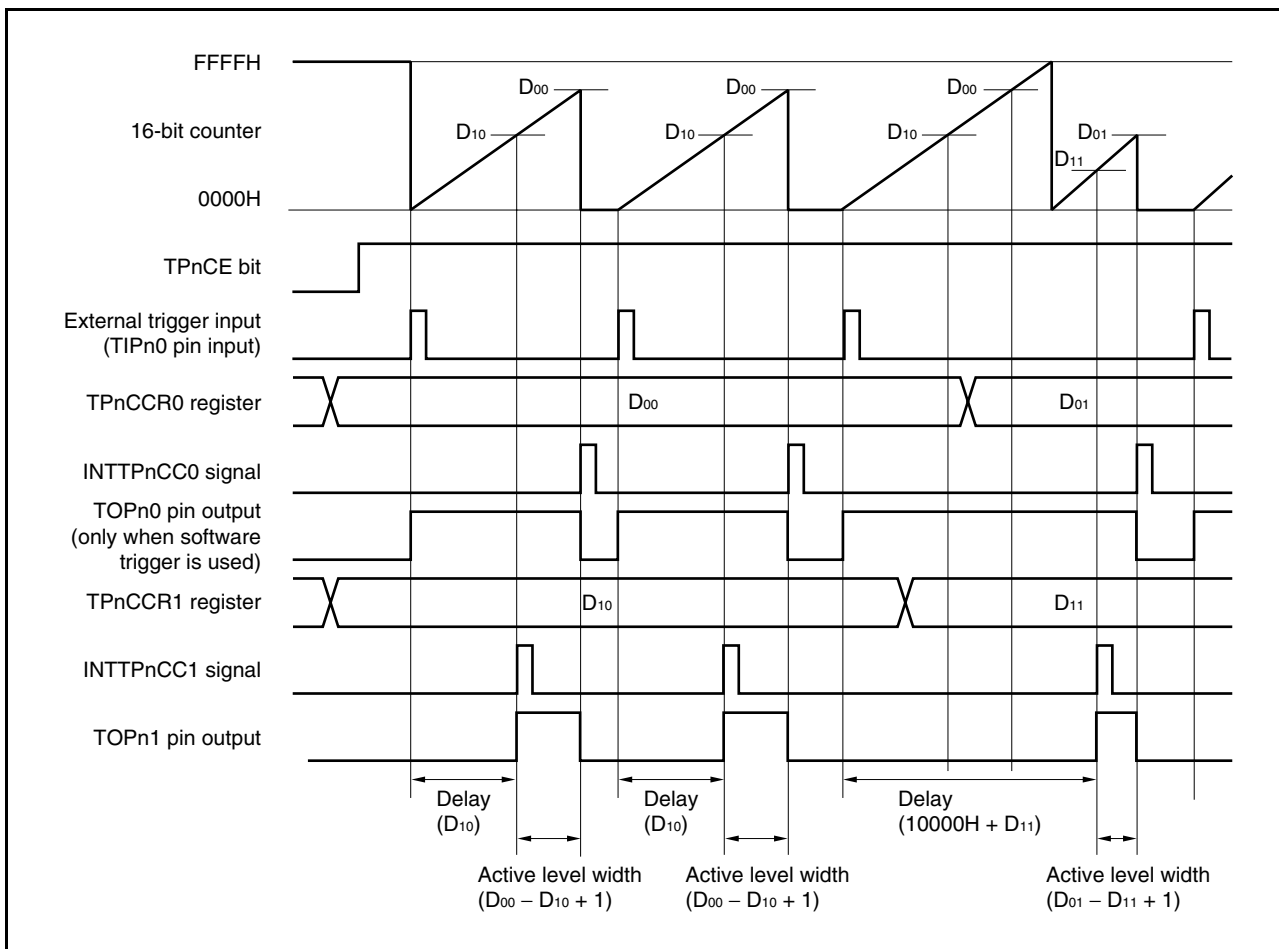 FFFFH
16-bit counter
0000H
D10
D00
D10
D00
D10
D00
D11
D01
TPnCE bit
External trigger input
(TIPn0 pin input)
TPnCCR0 register
D00
D01
INTTPnCC0 signal
TOPn0 pin output
(only when software
trigger is used)
TPnCCR1 register
D10
D11
INTTPnCC1 signal
TOPn1 pin output
Delay
(D10)
Delay
(D10)
Delay
(10000H + D11)
Active level width
(D00 − D10 + 1)
Active level width
(D00 − D10 + 1)
Active level width
(D01 − D11 + 1)